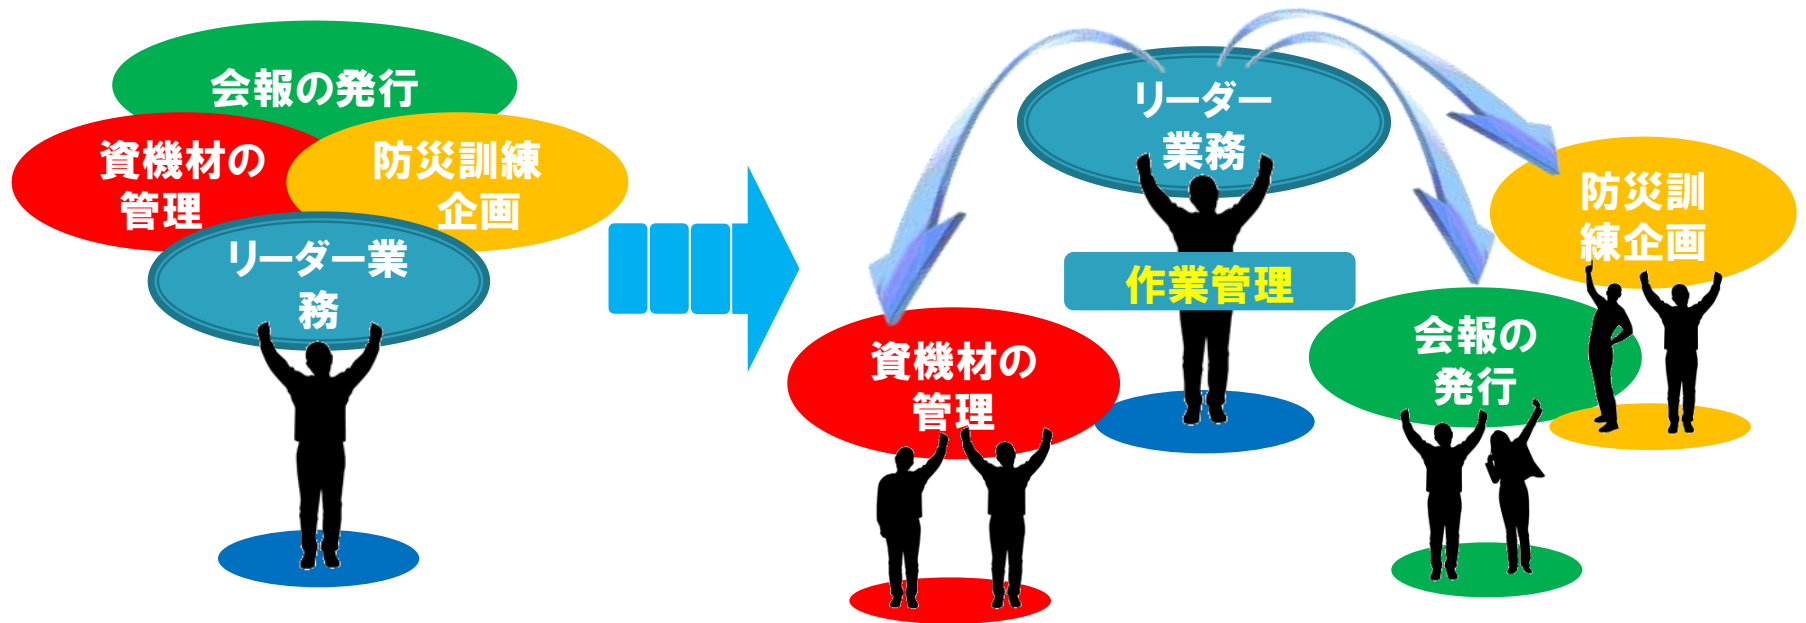 会報の発行
資機材の
管理
防災訓練
企画
リーダー業
務
リーダー
業務
作業管理
資機材の
管理
会報の
発行
防災訓
練企画